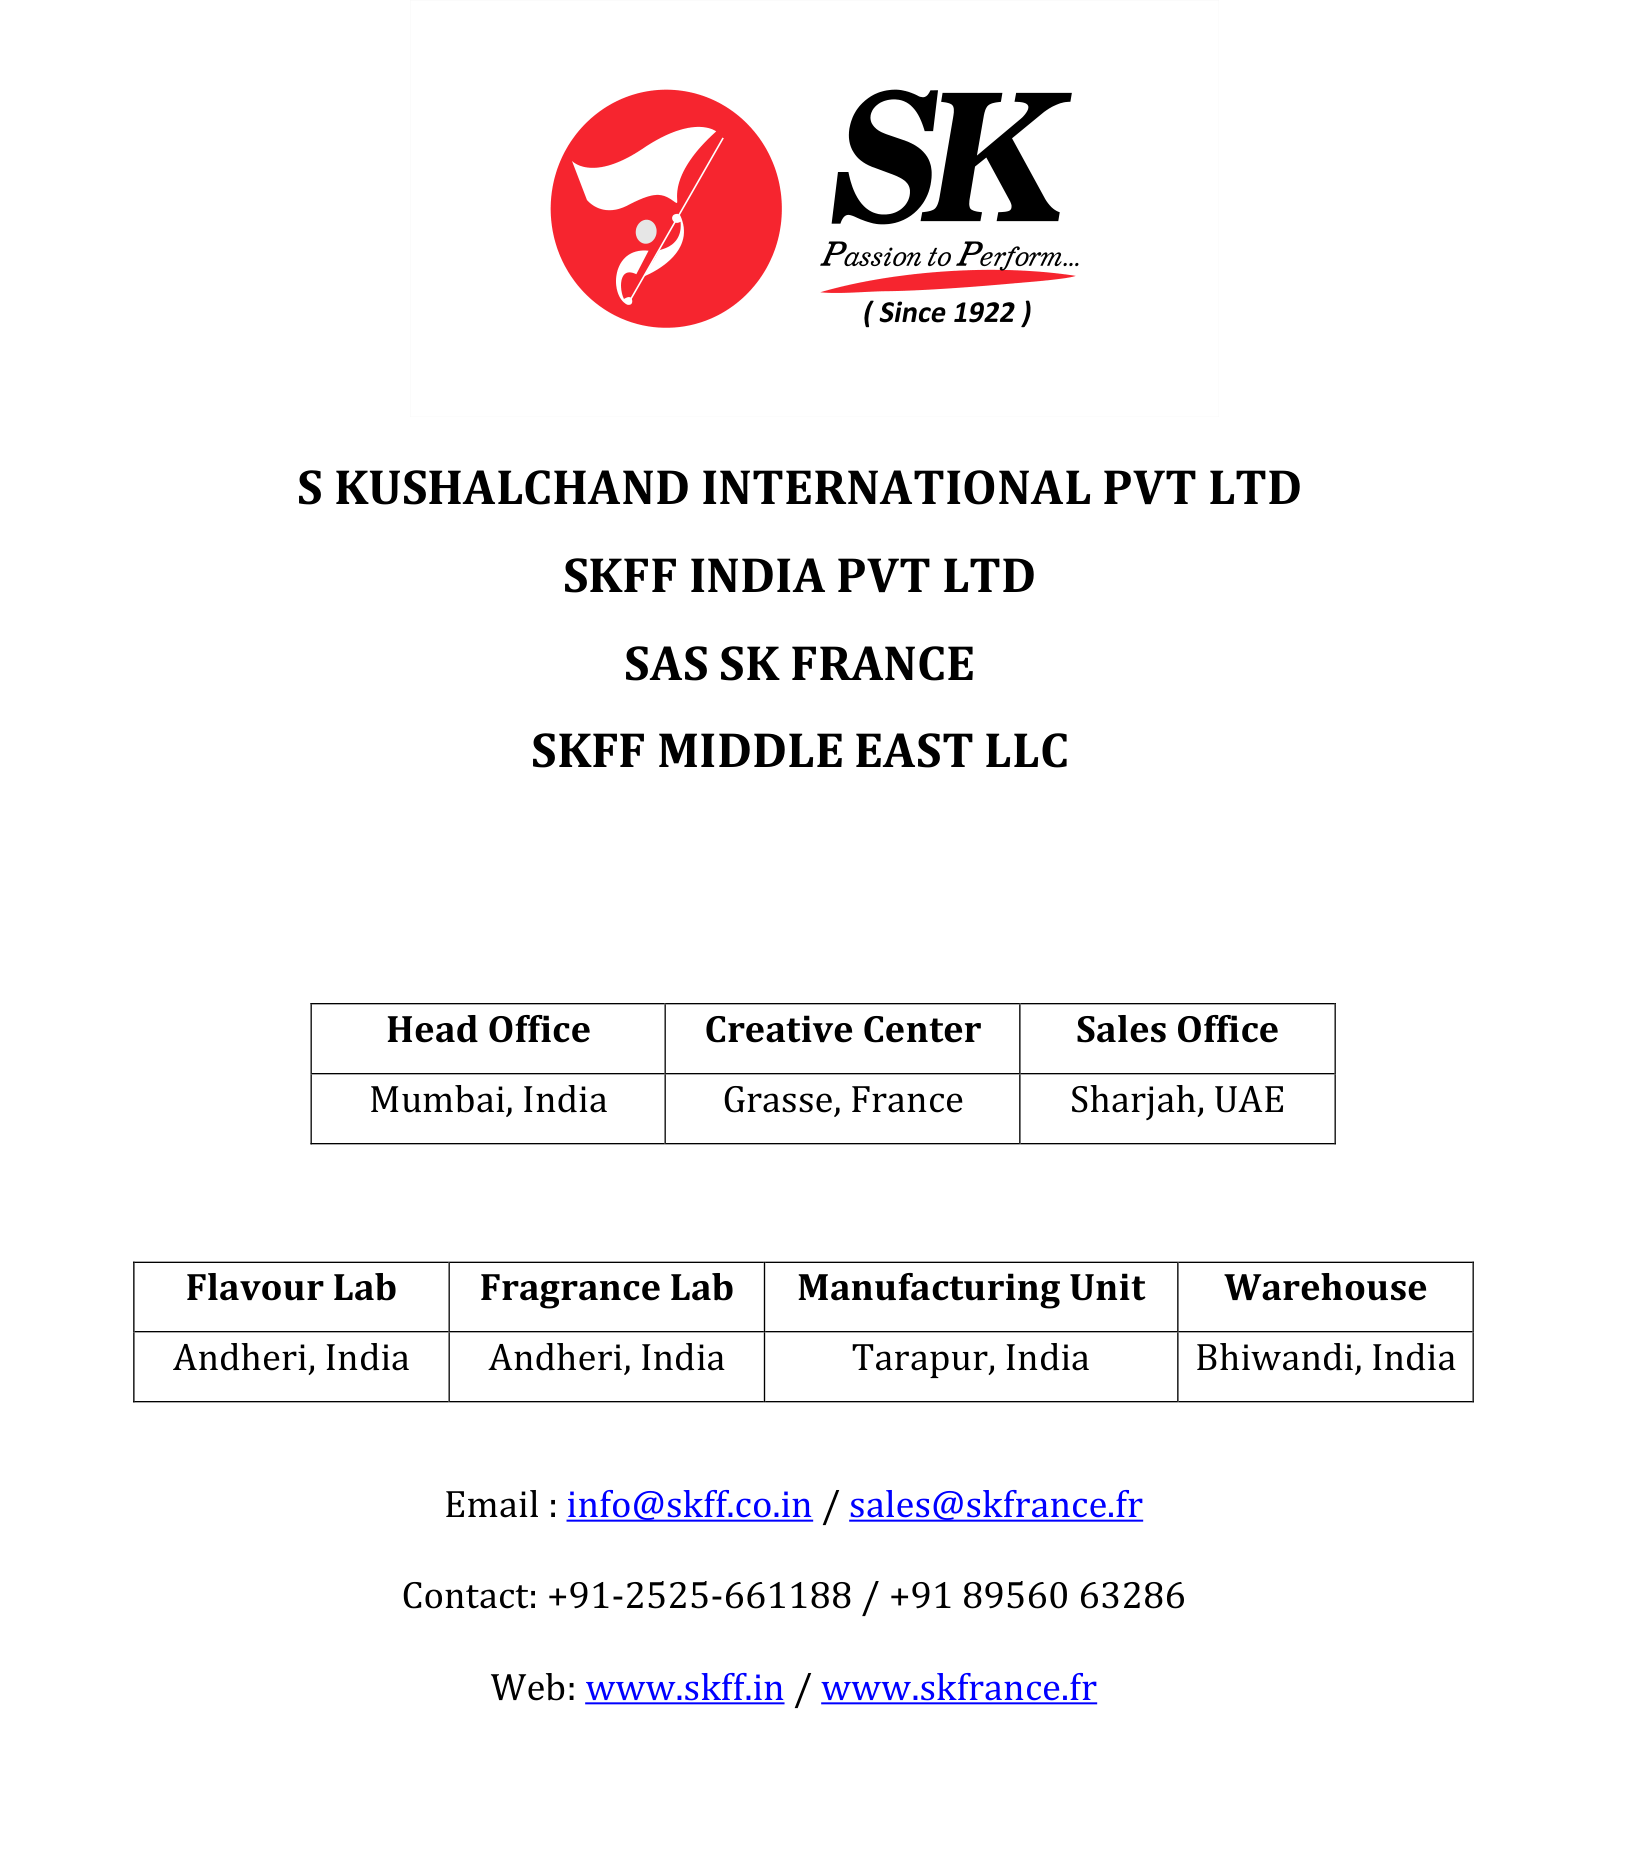 SK
Passion to Perform...
( Since 1922 )
S KUSHALCHAND INTERNATIONAL PVT LTD
SKFF INDIA PVT LTD
SAS SK FRANCE
SKFF MIDDLE EAST LLC
Head Office Creative Center Sales Office
Mumbai, India Grasse, France Sharjah, UAE
Flavour Lab Fragrance Lab Manufacturing Unit Warehouse
Andheri, India Andheri, India Tarapur, India Bhiwandi, India
Email : info@skff.co.in / sales@skfrance.fr
Contact: +91-2525-661188 / +91 89560 63286
Web: www.skff.in / www.skfrance.fr